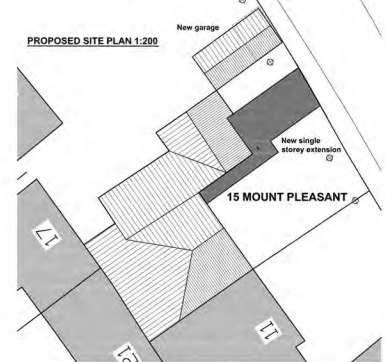 New garage
PROPOSED SITE PLAN 1:200
New single
storey extension
15 MOUNT PLEASANT
17
11